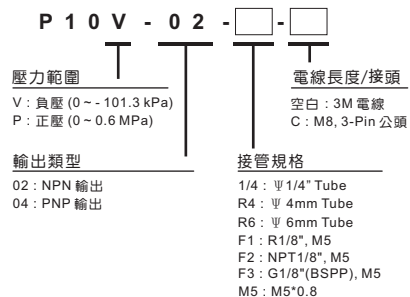 P 1 0 V - 0 2 - □ - □
壓力範圍
V : 負壓 (0 ~ - 101.3 kPa)
P : 正壓 (0 ~ 0.6 MPa)
電線長度/接頭
空白 : 3M 電線
C : M8, 3-Pin 公頭
輸出類型
02 : NPN 輸出
04 : PNP 輸出
接管規格
1/4 : Ψ1/4" Tube
R4 : Ψ 4mm Tube
R6 : Ψ 6mm Tube
F1 : R1/8", M5
F2 : NPT1/8", M5
F3 : G1/8"(BSPP), M5
M5 : M5*0.8